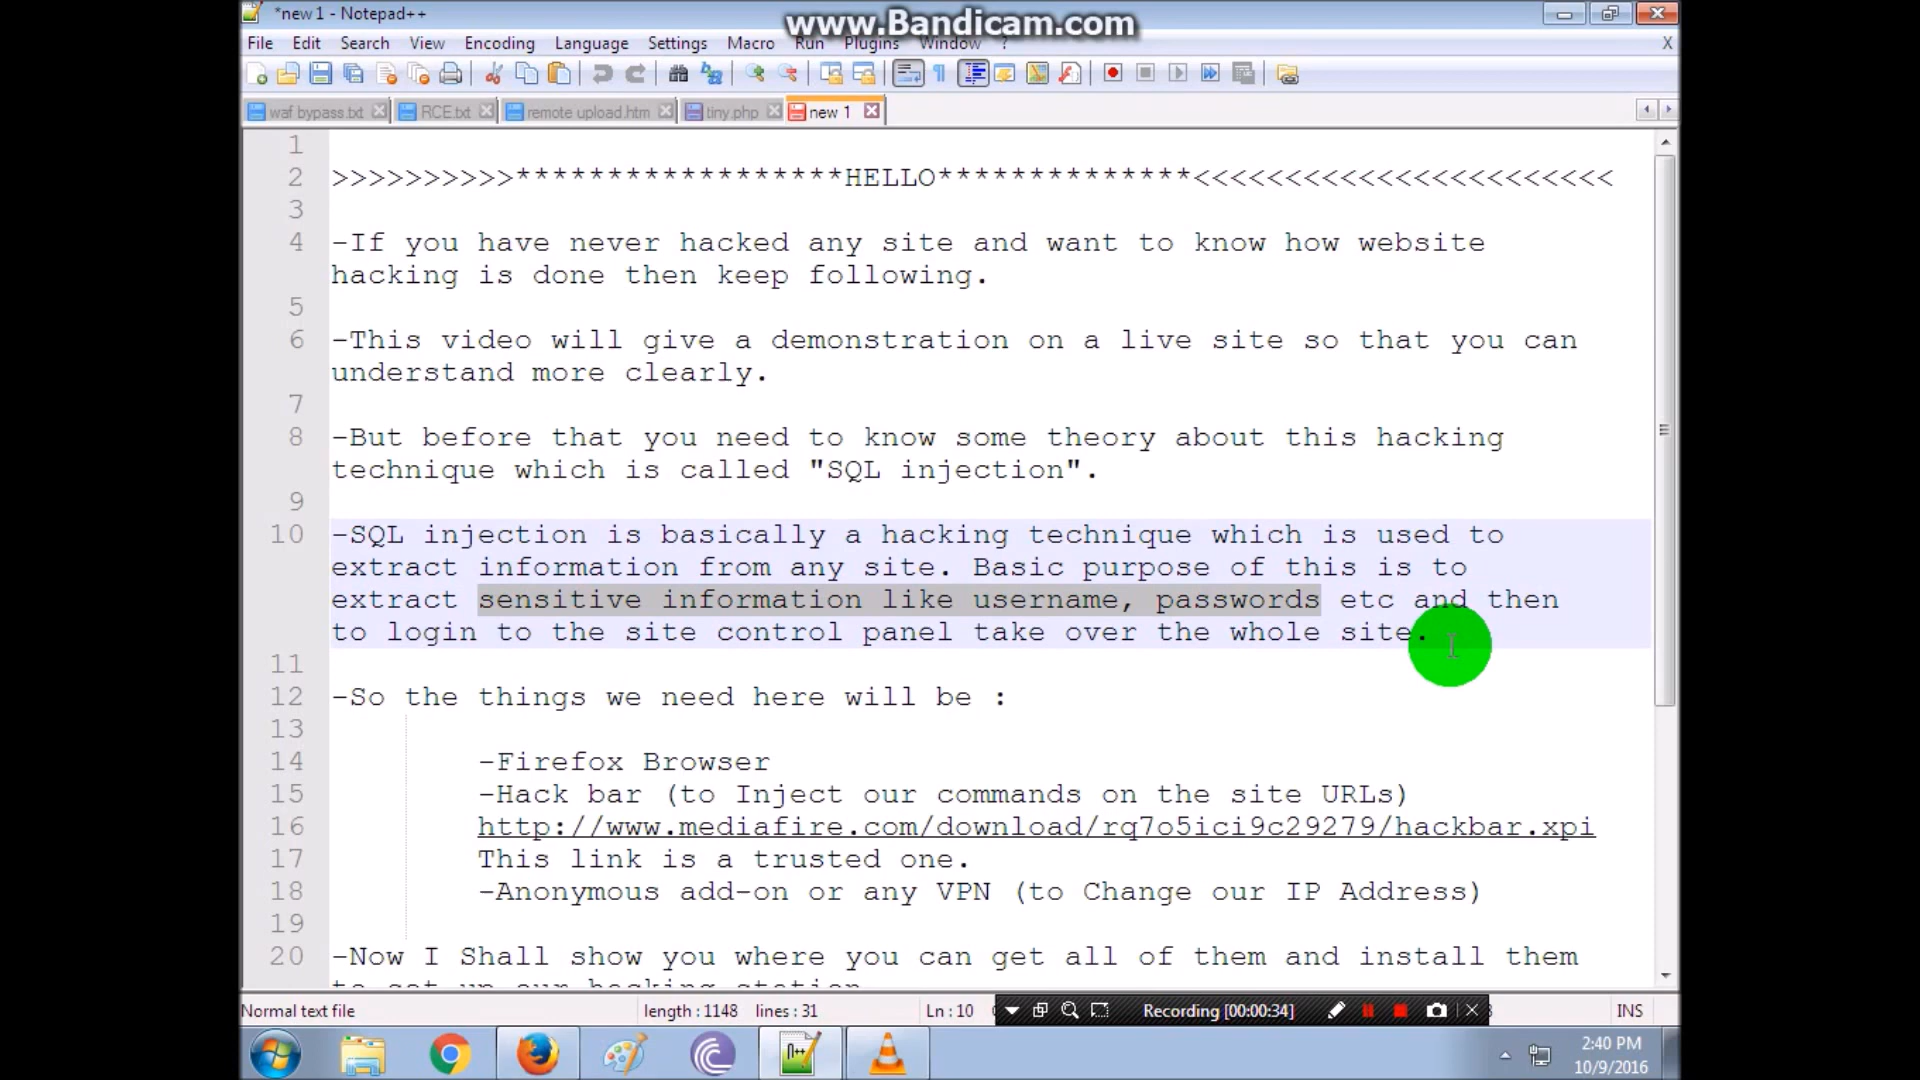 *new 1 - Notepad++
www.Bandicam.com
File Edit Search View Encoding Language Settings Macro Run Plugins Window ?
X
waf bypass.txt RCE.txt remote upload.htm tiny.php new 1
1
2 >>>>>>>>>>******************HELLO**************<<<<<<<<<<<<<<<<<<<<<<<
3
4 -If you have never hacked any site and want to know how website
hacking is done then keep following.
5
6 -This video will give a demonstration on a live site so that you can
understand more clearly.
7
8 -But before that you need to know some theory about this hacking
technique which is called "SQL injection".
9
10 -SQL injection is basically a hacking technique which is used to
extract information from any site. Basic purpose of this is to
extract sensitive information like username, passwords etc and then
to login to the site control panel take over the whole site.
11
12 -So the things we need here will be :
13
14 -Firefox Browser
15 -Hack bar (to Inject our commands on the site URLs)
16 http://www.mediafire.com/download/rq7o5ici9c29279/hackbar.xpi
17 This link is a trusted one.
18 -Anonymous add-on or any VPN (to Change our IP Address)
19
20 -Now I Shall show you where you can get all of them and install them
to set up our hacking station
Normal text file length : 1148 lines : 31 Ln : 10 Recording [00:00:34] INS
2:40 PM
10/9/2016